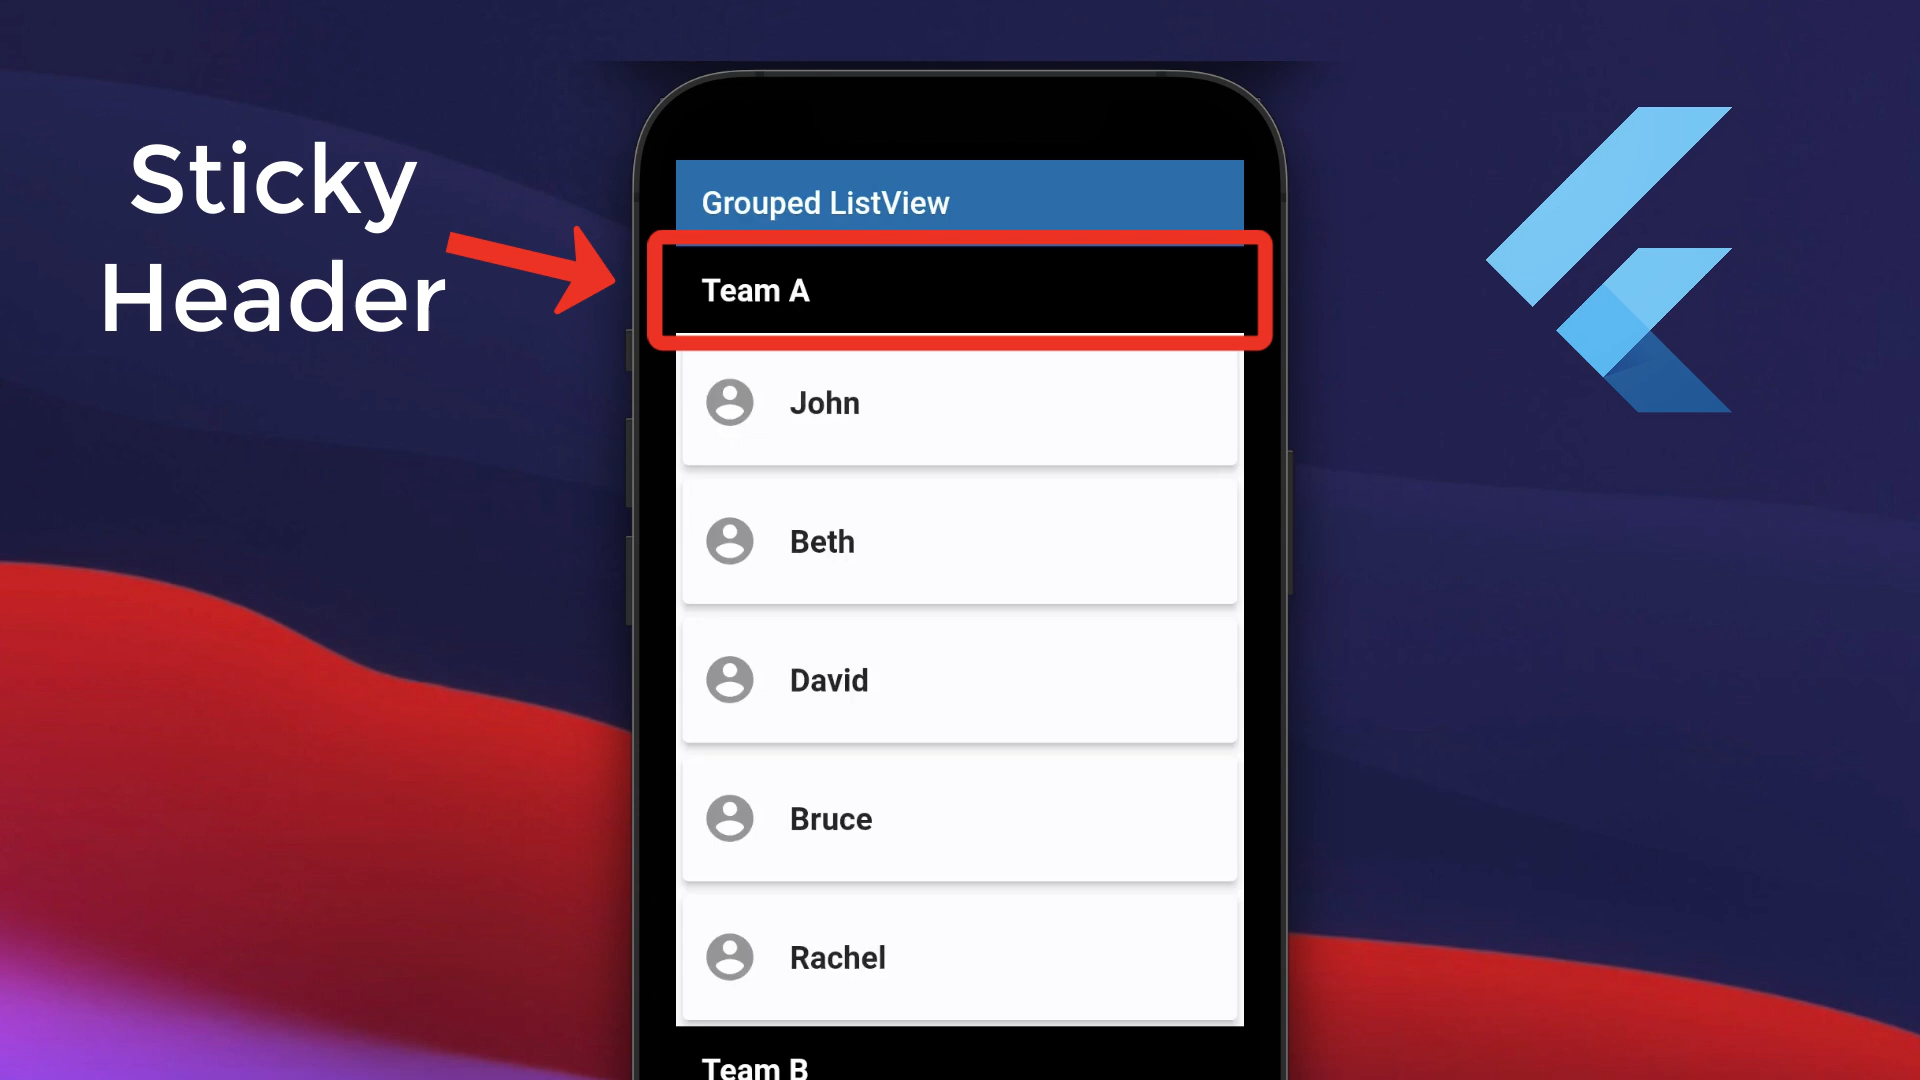 Sticky
Header
Grouped ListView
Team A
John
Beth
David
Bruce
Rachel
Team B